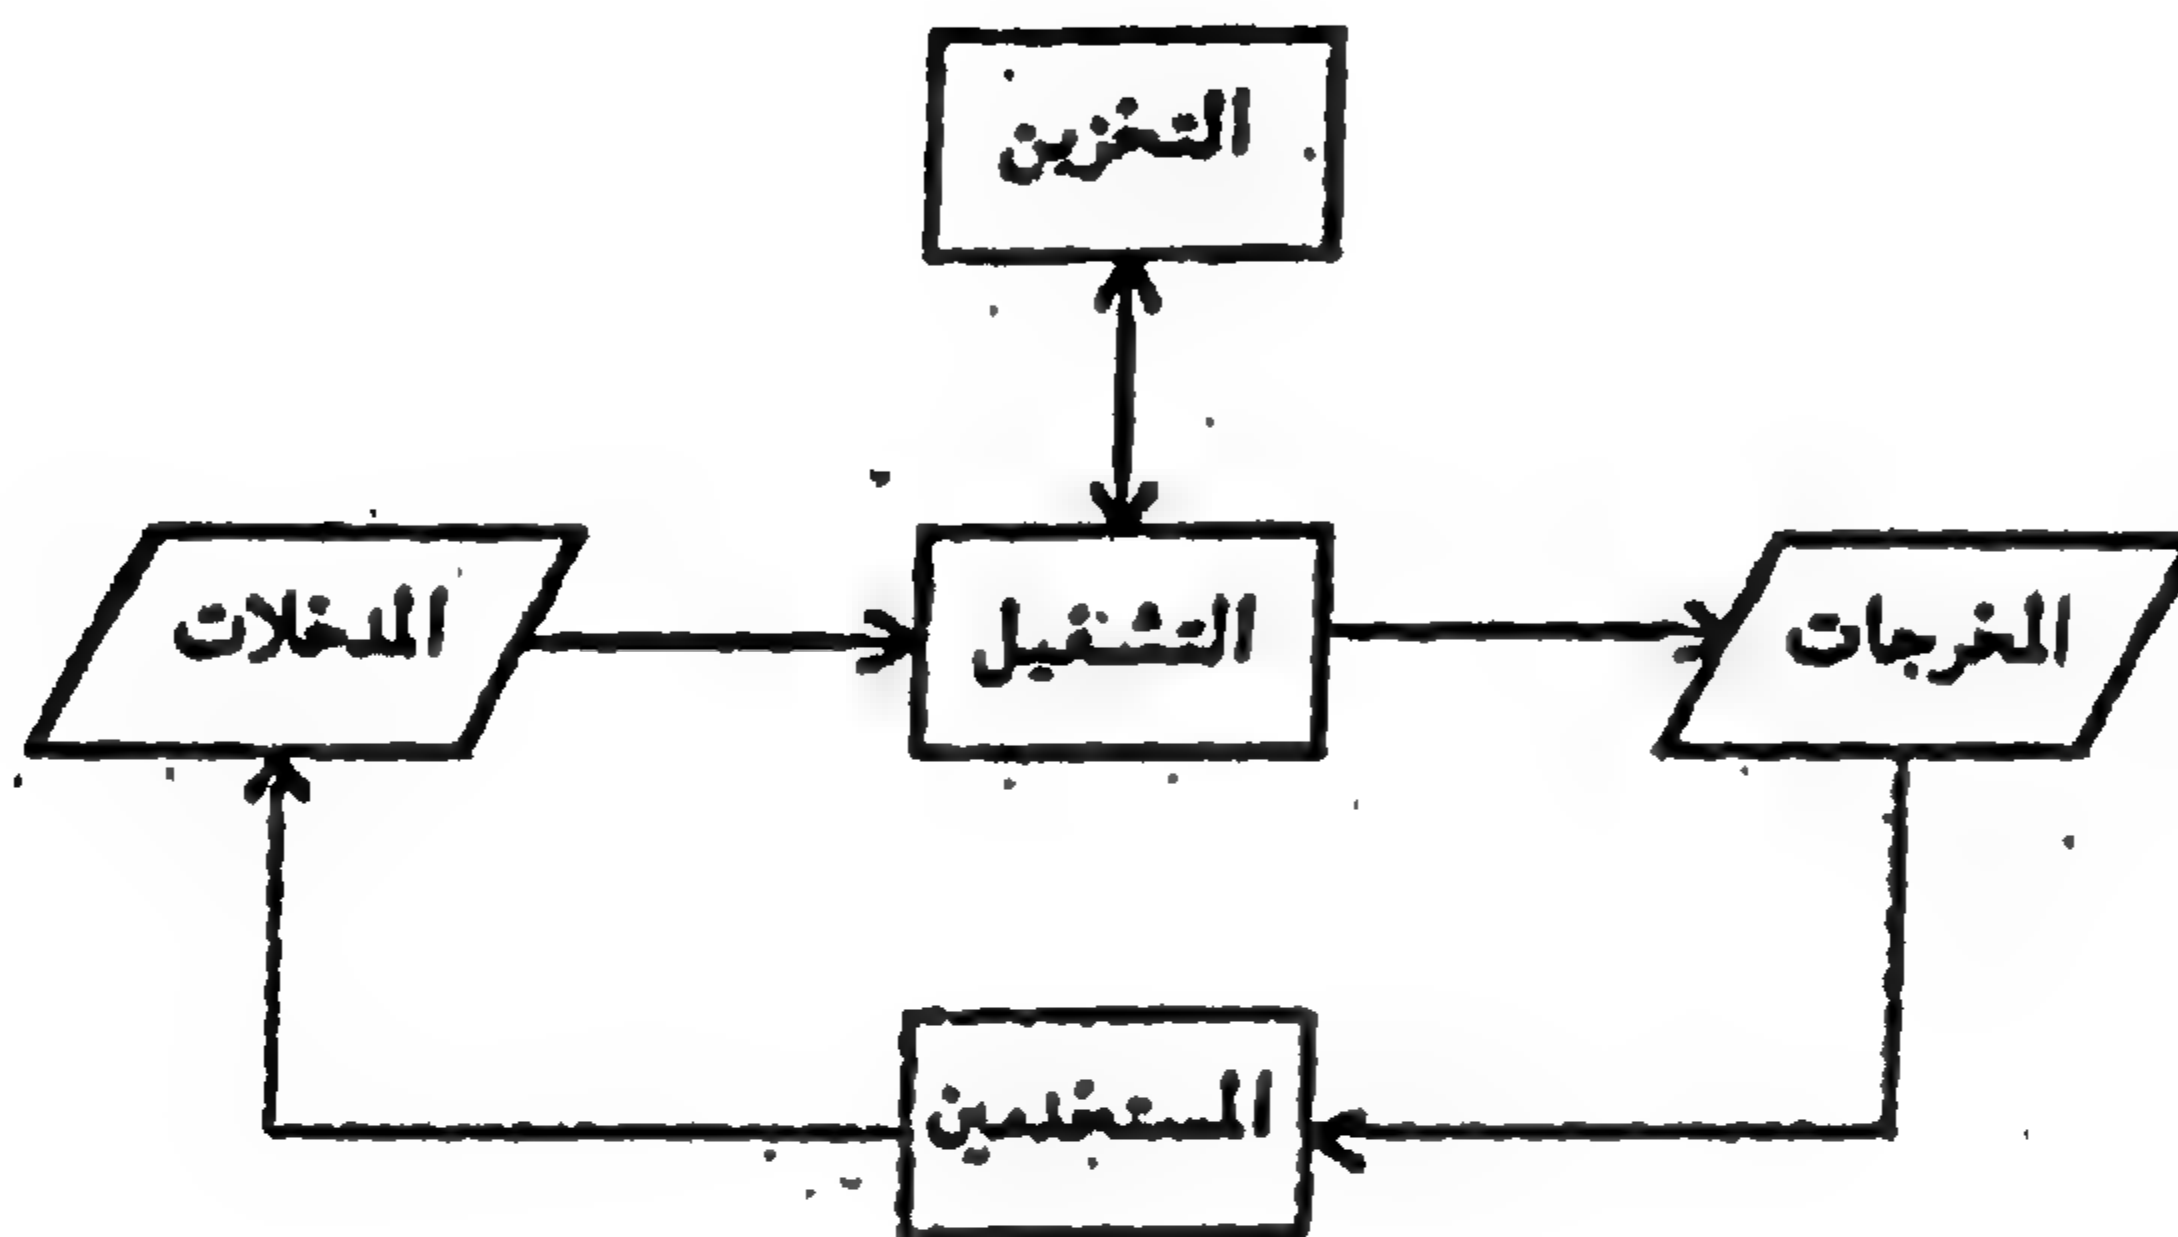 التخزين
المدخلات
التشغيل
المخرجات
المستخدمين